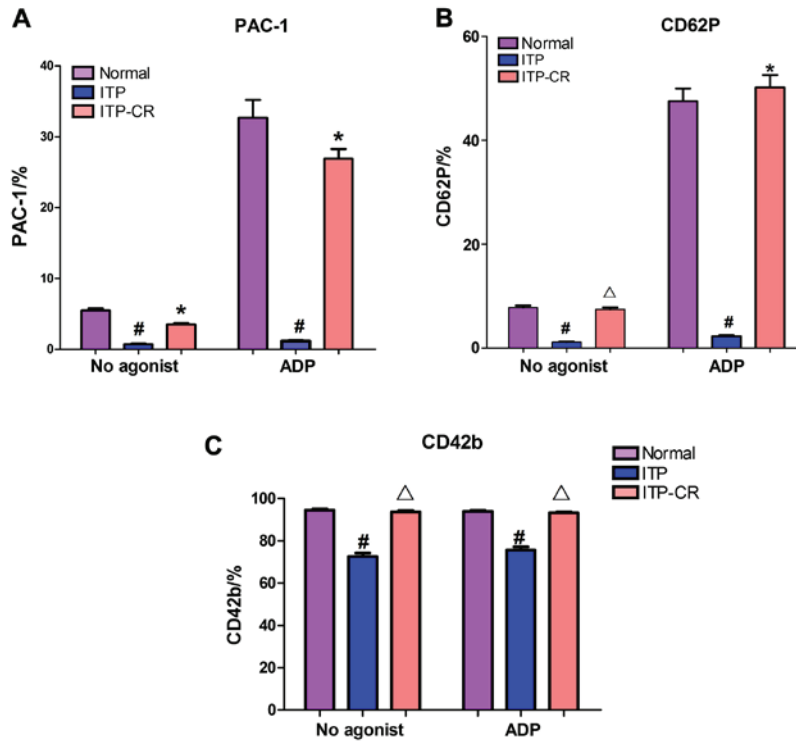 A
PAC-1
Normal
ITP
ITP-CR
PAC-1/%
40
30
20
10
0
#
*
#
*
No agonist
ADP
B
CD62P
Normal
ITP
ITP-CR
CD62P/%
60
40
20
0
#
△
#
*
No agonist
ADP
C
CD42b
Normal
ITP
ITP-CR
CD42b/%
100
80
60
40
20
0
#
△
#
△
No agonist
ADP